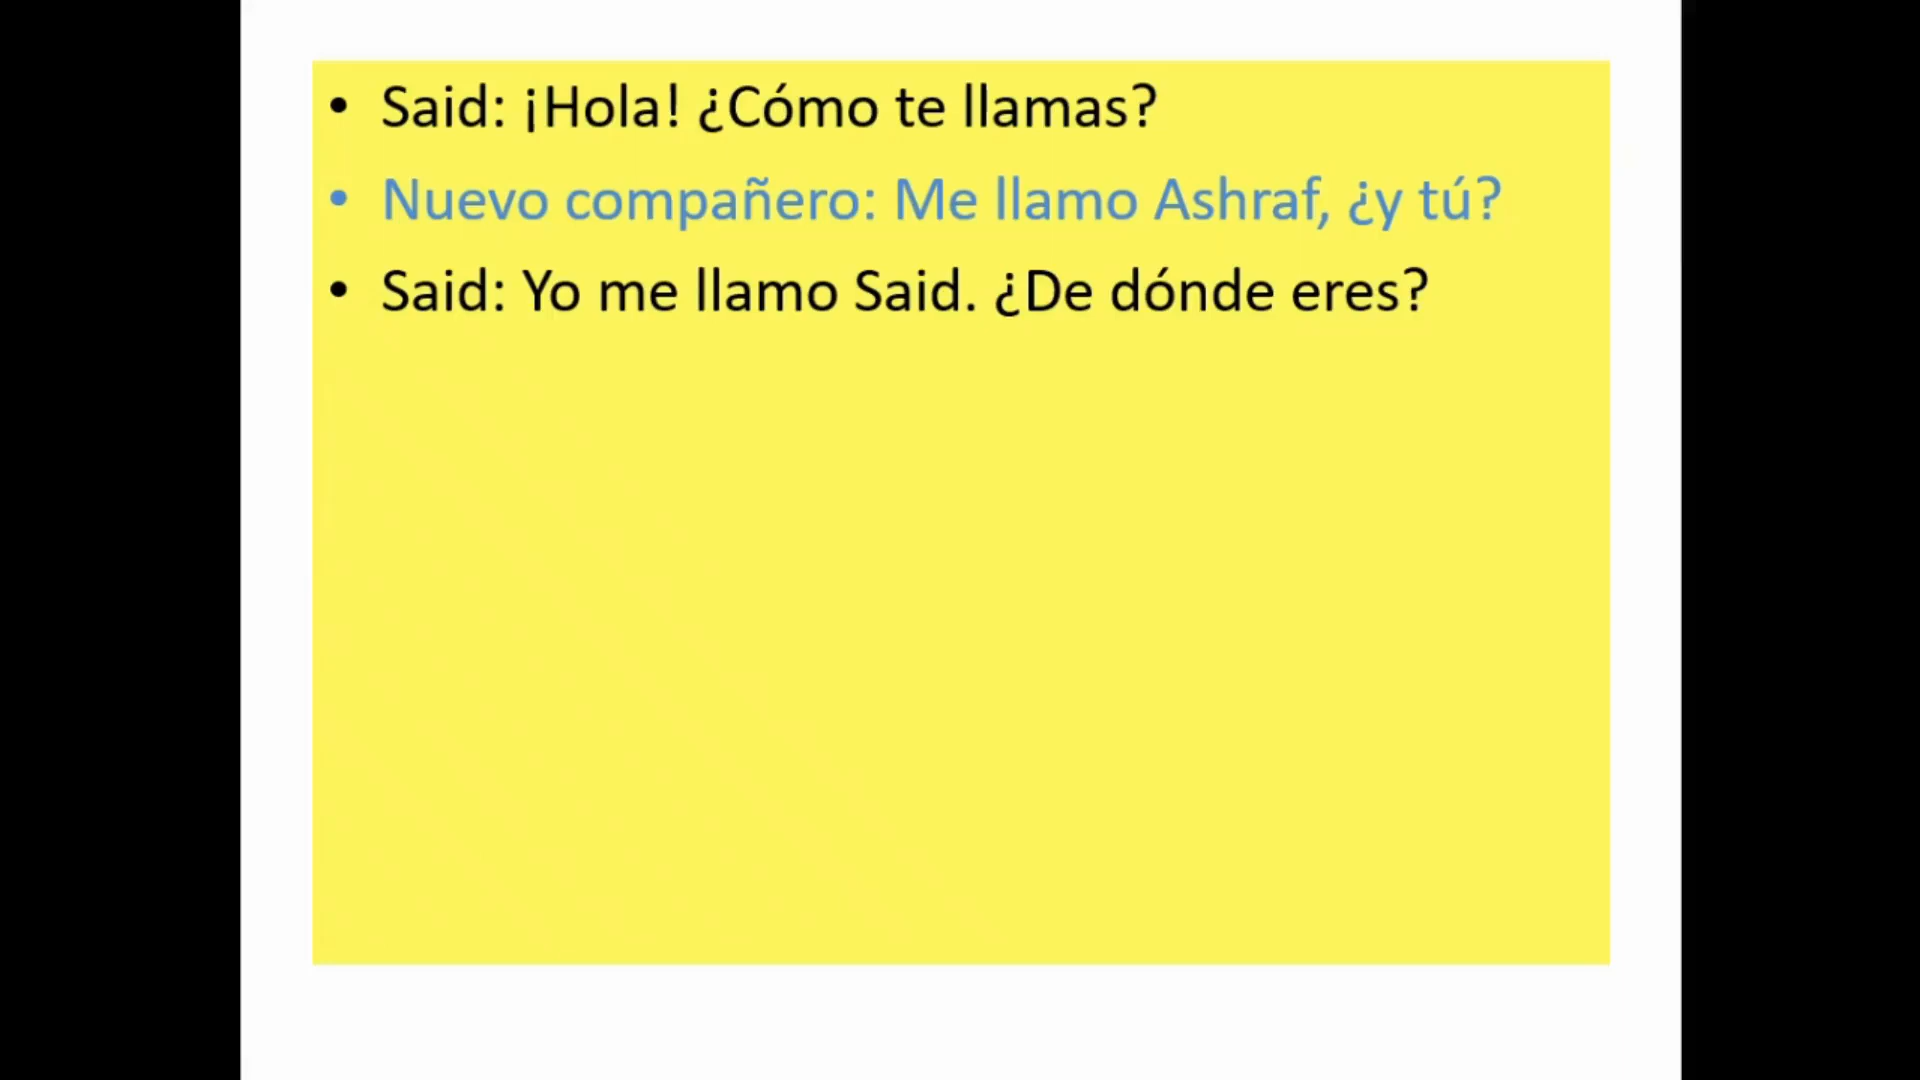 • Said: ¡Hola! ¿Cómo te llamas?
• Nuevo compañero: Me llamo Ashraf, ¿y tú?
• Said: Yo me llamo Said. ¿De dónde eres?